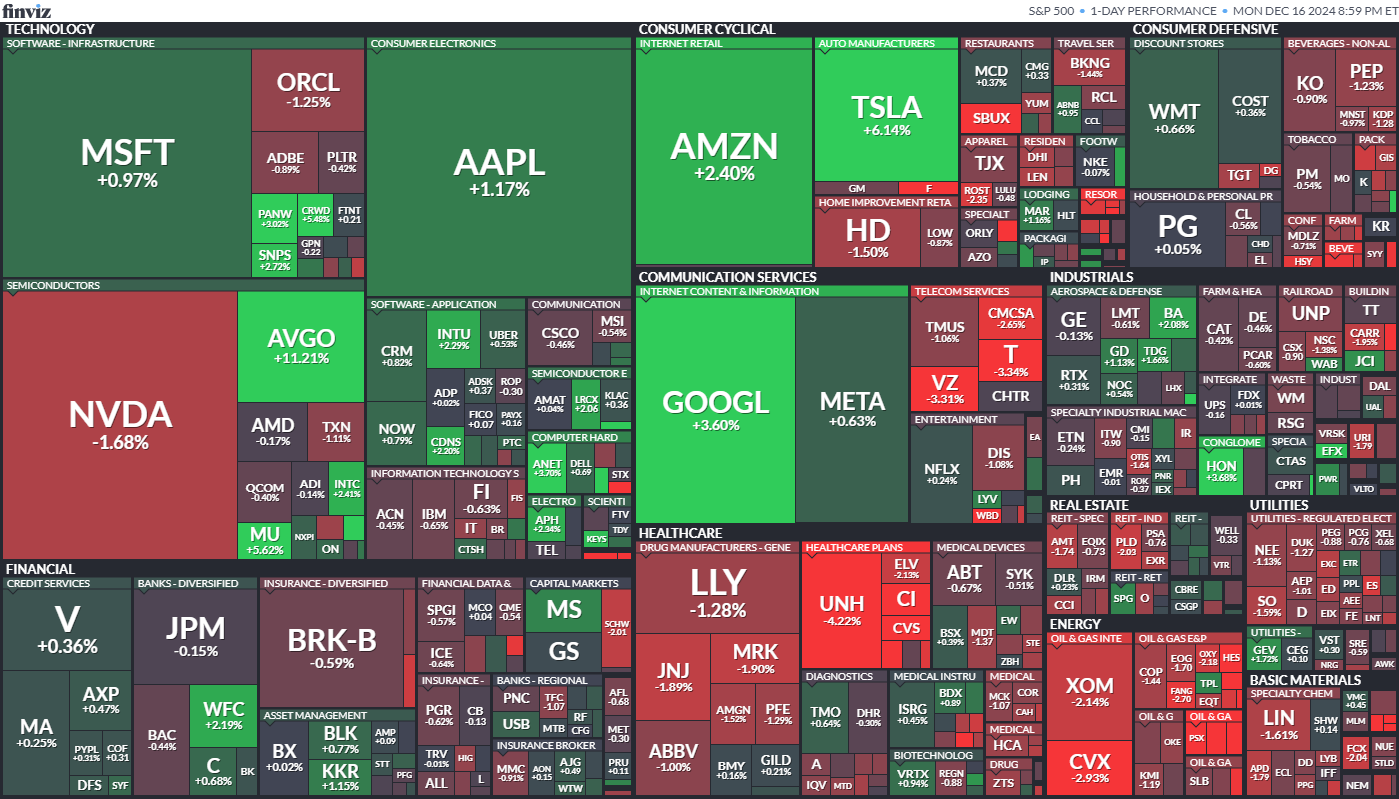 finviz
S&P 500 • 1-DAY PERFORMANCE • MON DEC 16 2024 8:59 PM ET
TECHNOLOGY
SOFTWARE - INFRASTRUCTURE
MSFT
+0.97%
ORCL
-1.25%
ADBE
-0.89%
PLTR
-0.42%
PANW
+3.02%
CRWD
+5.48%
FTNT
+0.21
SNPS
+2.72%
GPN
-0.22
CONSUMER ELECTRONICS
AAPL
+1.17%
SEMICONDUCTORS
NVDA
-1.68%
AVGO
+11.21%
AMD
-0.17%
TXN
-1.11%
QCOM
-0.40%
ADI
-0.14%
INTC
+2.41%
MU
+5.62%
NXPI
ON
SOFTWARE - APPLICATION
CRM
+0.82
INTU
+2.29%
UBER
+0.53%
NOW
+0.79%
ADP
+0.02%
ADSK
+0.37
ROP
-0.30
FICO
+0.07
PAYX
+0.16
CDNS
+2.20%
PTC
COMMUNICATION
CSCO
-0.46%
MSI
-0.54%
SEMICONDUCTOR E
AMAT
+0.04%
LRCX
+2.06
KLAC
+0.36
COMPUTER HARD
ANET
+3.70%
DELL
+0.69
STX
INFORMATION TECHNOLOGY S
ACN
-0.45%
IBM
-0.65%
FI
-0.63%
FIS
IT
BR
CTSH
ELECTRO
APH
+2.34%
TEL
SCIENTI
FTV
TDY
KEYS
CONSUMER CYCLICAL
INTERNET RETAIL
AMZN
+2.40%
AUTO MANUFACTURERS
TSLA
+6.14%
GM
F
HOME IMPROVEMENT RETA
HD
-1.50%
LOW
-0.87%
RESTAURANTS
MCD
+0.37%
CMG
+0.33
SBUX
YUM
TRAVEL SER
BKNG
-1.44%
ABNB
+0.95
RCL
CCL
APPAREL
TJX
ROST
-2.35
LULU
-0.48
RESIDEN
DHI
LEN
FOOTW
NKE
-0.07%
SPECIALT
ORLY
AZO
LODGING
MAR
+1.16%
HLT
RESOR
PACKAGI
IP
CONSUMER DEFENSIVE
DISCOUNT STORES
WMT
+0.66%
COST
+0.36%
TGT
DG
BEVERAGES - NON-AL
KO
-0.90%
PEP
-1.23%
MNST
-0.97%
KDP
-1.28
TOBACCO
PM
-0.54%
MO
PACK
GIS
K
HOUSEHOLD & PERSONAL PR
PG
+0.05%
CL
-0.56%
CHD
EL
CONF
MDLZ
-0.71%
HSY
FARM
KR
BEVE
SYY
COMMUNICATION SERVICES
INTERNET CONTENT & INFORMATION
GOOGL
+3.60%
META
+0.63%
TELECOM SERVICES
TMUS
-1.06%
CMCSA
-2.65%
VZ
-3.31%
T
-3.34%
CHTR
ENTERTAINMENT
NFLX
+0.24%
DIS
-1.08%
LYV
WBD
EA
INDUSTRIALS
AEROSPACE & DEFENSE
GE
-0.13%
LMT
-0.61%
BA
+2.08%
RTX
+0.31%
GD
+1.13%
TDG
+1.66%
NOC
+0.54%
LHX
FARM & HEA
CAT
-0.42%
DE
-0.46%
PCAR
-0.60%
RAILROAD
UNP
CSX
-0.90
NSC
-1.38%
WAB
BUILDIN
TT
CARR
-1.95%
JCI
SPECIALTY INDUSTRIAL MAC
ETN
-0.24%
ITW
-0.90
CMI
-0.15
IR
PH
EMR
-0.01
OTIS
-1.64
XYL
ROK
-0.37
PNR
IEX
INTEGRATE
UPS
-0.16
FDX
+0.01%
WASTE
WM
RSG
INDUST
DAL
UAL
CONGLOME
HON
+3.68%
SPECIA
CTAS
CPRT
VRSK
EFX
URI
-1.79
PWR
VLTO
HEALTHCARE
DRUG MANUFACTURERS - GENE
LLY
-1.28%
JNJ
-1.89%
MRK
-1.90%
ABBV
-1.00%
AMGN
-1.52%
PFE
-1.29%
BMY
+0.16%
GILD
+0.21%
HEALTHCARE PLANS
UNH
-4.22%
ELV
-2.13%
CI
CVS
MEDICAL DEVICES
ABT
-0.67%
SYK
-0.51%
BSX
+0.39%
MDT
-1.37
EW
STE
ZBH
DIAGNOSTICS
TMO
+0.64%
DHR
-0.30%
A
IQV
MTD
MEDICAL INSTRU
ISRG
+0.45%
BDX
+0.89
BIOTECHNOLOG
VRTX
+0.94%
REGN
-0.88
MEDICAL
MCK
-1.07
COR
CAH
MEDICAL
HCA
DRUG
ZTS
REAL ESTATE
REIT - SPEC
AMT
-1.74
EQIX
-0.73
DLR
+0.23%
IRM
CCI
REIT - IND
PLD
-2.03
PSA
-0.76
EXR
REIT -
WELL
-0.33
VTR
REIT - RET
SPG
O
CBRE
CSGP
UTILITIES
UTILITIES - REGULATED ELECT
NEE
-1.13%
DUK
-1.27
PEG
-0.88
PCG
-0.76
XEL
-0.68
SO
-1.59%
AEP
-1.01
EXC
ETR
D
ED
PPL
ES
EIX
AEE
FE
LNT
UTILITIES -
GEV
+1.72%
CEG
+0.10
VST
+0.30
NRG
SRE
-0.59
AWK
ENERGY
OIL & GAS INTE
XOM
-2.14%
CVX
-2.93%
OIL & GAS E&P
COP
-1.44
EOG
-1.70
OXY
-2.18
HES
FANG
-2.70
TPL
EQT
OIL & G
OKE
KMI
-1.19
OIL & GA
PSX
OIL & GA
SLB
BASIC MATERIALS
SPECIALTY CHEM
LIN
-1.61%
SHW
+0.14
APD
-1.79
ECL
DD
LYB
PPG
IFF
VMC
+0.45
MLM
FCX
-2.04
NUE
STLD
NEM
FINANCIAL
CREDIT SERVICES
V
+0.36%
MA
+0.25%
AXP
+0.47%
PYPL
+0.31%
COF
+0.31
DFS
SYF
BANKS - DIVERSIFIED
JPM
-0.15%
BAC
-0.44%
WFC
+2.19%
C
+0.68%
BK
INSURANCE - DIVERSIFIED
BRK-B
-0.59%
ASSET MANAGEMENT
BX
+0.02%
BLK
+0.77%
KKR
+1.15%
AMP
+0.09
STT
PFG
FINANCIAL DATA &
SPGI
-0.57%
MCO
+0.04
CME
-0.54
ICE
-0.64%
CAPITAL MARKETS
MS
GS
SCHW
-2.01
INSURANCE -
PGR
-0.62%
CB
-0.13
TRV
-0.01%
HIG
ALL
L
BANKS - REGIONAL
PNC
TFC
-1.07
RF
USB
MTB
CFG
AFL
-0.68
MET
-0.30
PRU
+0.11
INSURANCE BROKER
MMC
-0.91%
AON
+0.15
AJG
+0.49
WTW